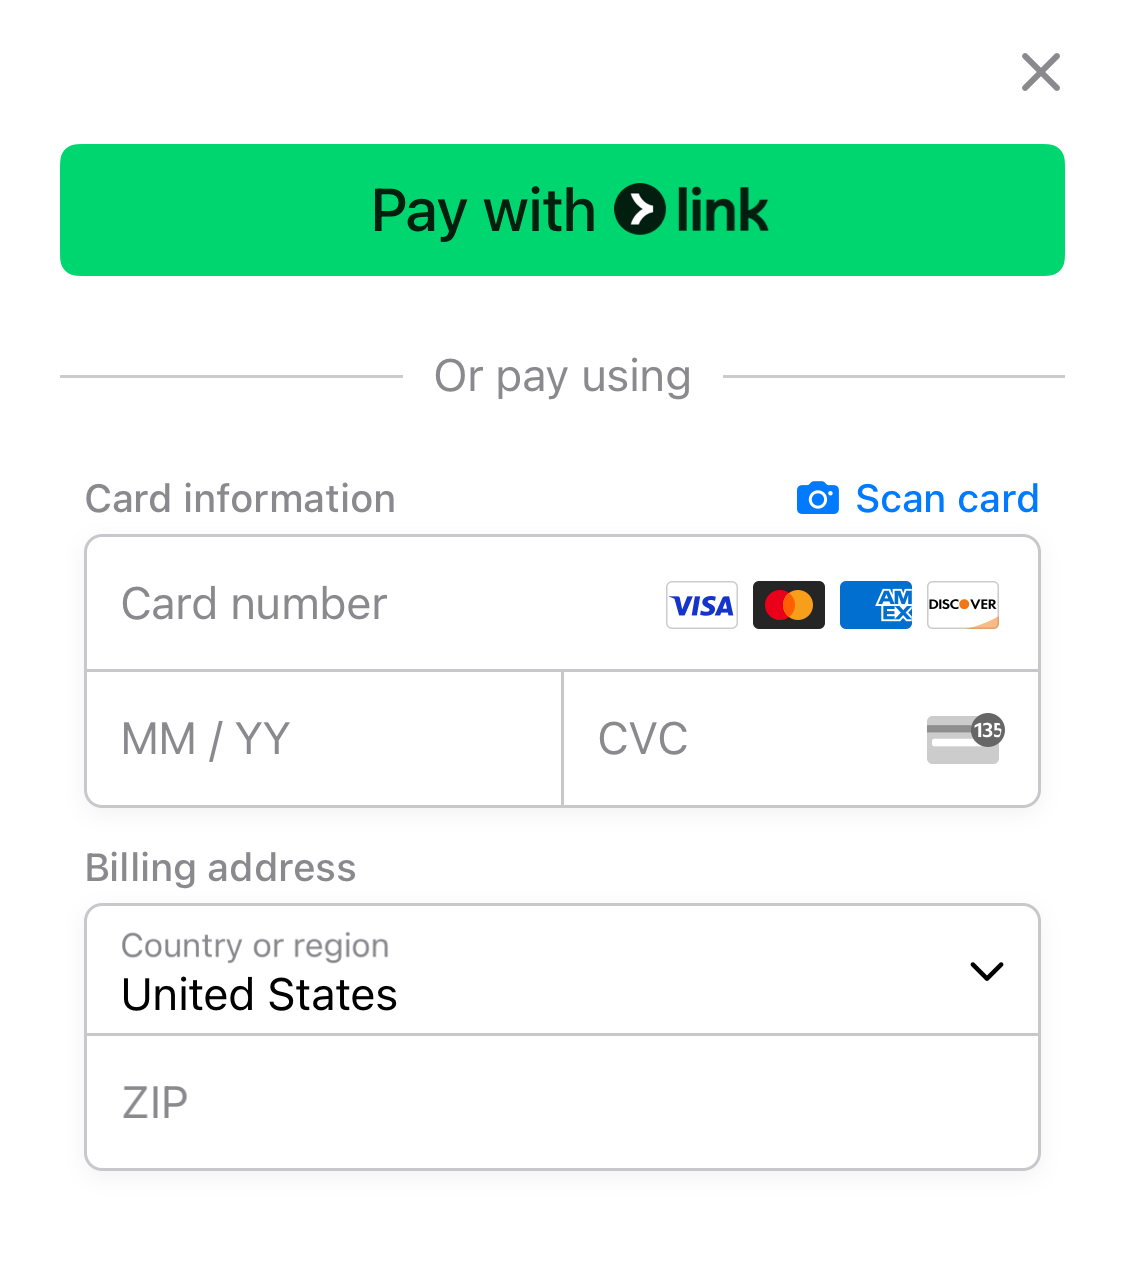 Pay with link
Or pay using
Card information Scan card
Card number VISA AM EX DISCOVER
MM / YY CVC 135
Billing address
Country or region
United States
ZIP